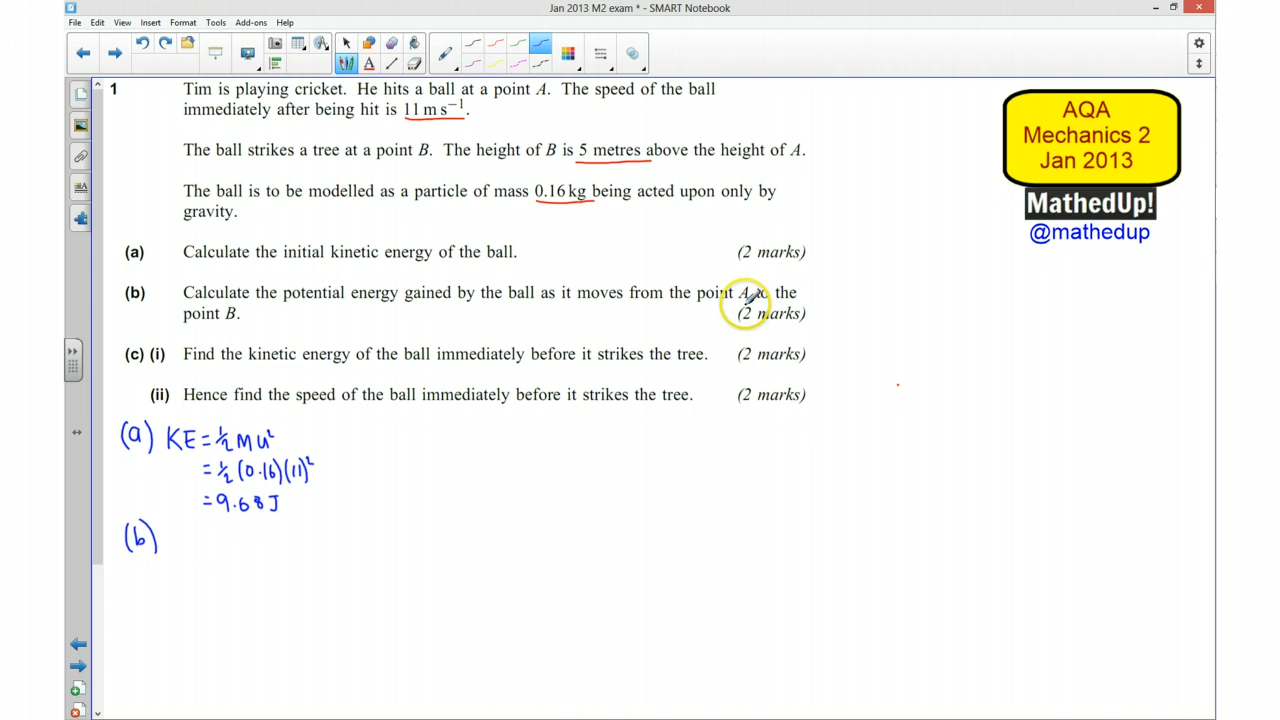 Jan 2013 M2 exam * - SMART Notebook
File Edit View Insert Format Tools Add-ons Help
1 Tim is playing cricket. He hits a ball at a point A. The speed of the ball
immediately after being hit is 11 m s⁻¹.
The ball strikes a tree at a point B. The height of B is 5 metres above the height of A.
The ball is to be modelled as a particle of mass 0.16 kg being acted upon only by
gravity.
(a) Calculate the initial kinetic energy of the ball. (2 marks)
(b) Calculate the potential energy gained by the ball as it moves from the point A to the
point B. (2 marks)
(c) (i) Find the kinetic energy of the ball immediately before it strikes the tree. (2 marks)
(ii) Hence find the speed of the ball immediately before it strikes the tree. (2 marks)
AQA
Mechanics 2
Jan 2013
MathedUp!
@mathedup
(a) KE = ½ M u²
= ½ (0.16)(11)²
= 9.68 J
(b)